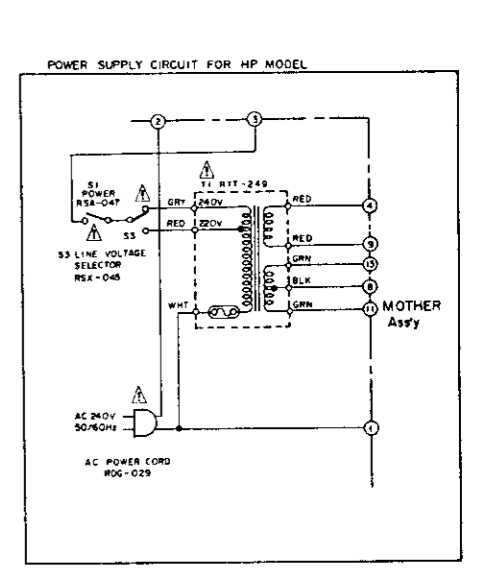 POWER SUPPLY CIRCUIT FOR HP MODEL
2
3
T1 RTT-249
S1
POWER
RSA-047
GRY
240V
RED
4
RED
220V
S3
RED
9
S3 LINE VOLTAGE
SELECTOR
RSX-045
GRN
15
BLK
8
WHT
GRN
11
MOTHER
Ass'y
AC 240V
50/60Hz
1
AC POWER CORD
RDG-029